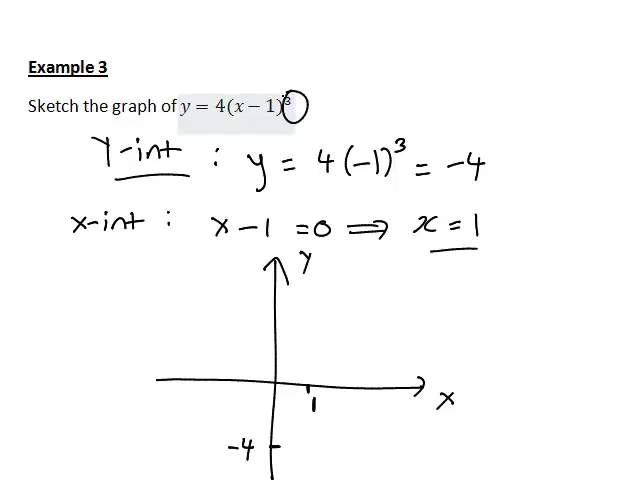 Example 3
Sketch the graph of y = 4(x − 1)³
Y-int : y = 4(-1)³ = -4
x-int : x - 1 = 0 ⇒ x = 1
Y
1
x
-4